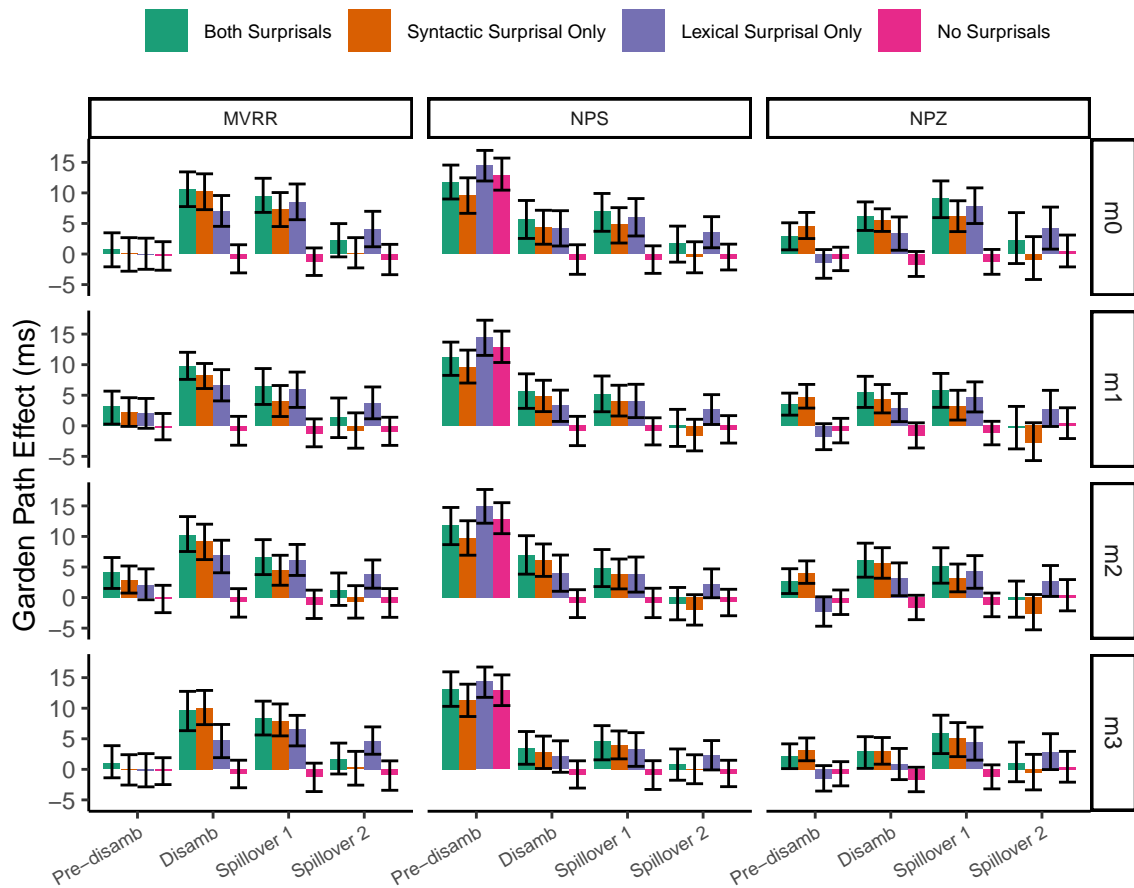 Both Surprisals Syntactic Surprisal Only Lexical Surprisal Only No Surprisals
MVRR NPS NPZ
Garden Path Effect (ms)
15
10
5
0
−5
m0
15
10
5
0
−5
m1
15
10
5
0
−5
m2
15
10
5
0
−5
m3
Pre−disamb Disamb Spillover 1 Spillover 2 Pre−disamb Disamb Spillover 1 Spillover 2 Pre−disamb Disamb Spillover 1 Spillover 2